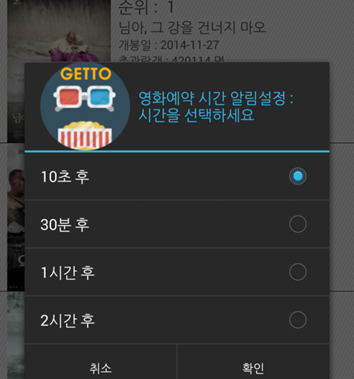 순위 : 1
님아, 그 강을 건너지 마오
개봉일 : 2014-11-27
초관람객 : 420114 명
GETTO
영화예약 시간 알림설정 :
시간을 선택하세요
10초 후
30분 후
1시간 후
2시간 후
취소
확인